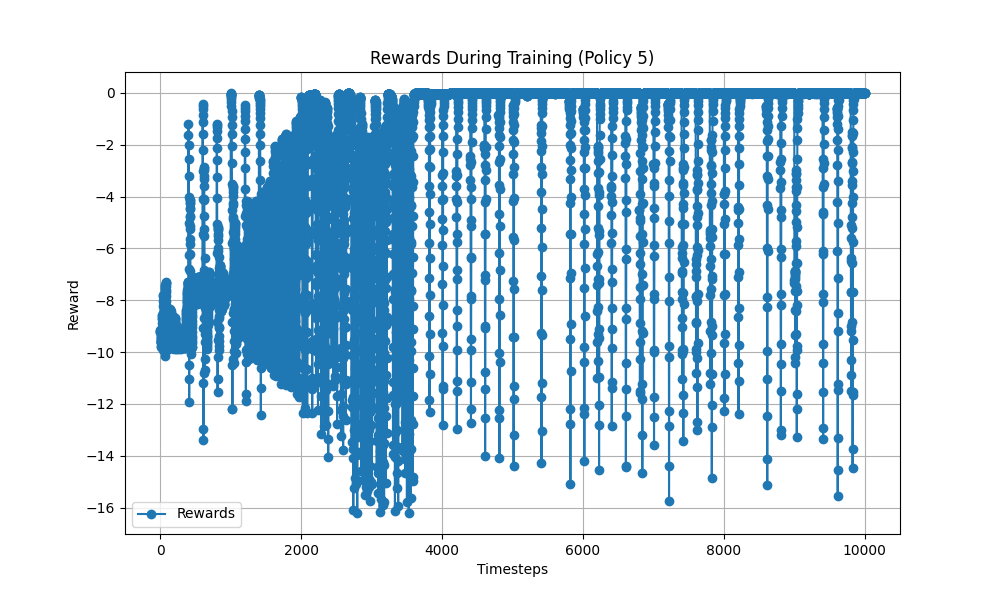 Rewards During Training (Policy 5)
Reward
0
−2
−4
−6
−8
−10
−12
−14
−16
Rewards
0 2000 4000 6000 8000 10000
Timesteps